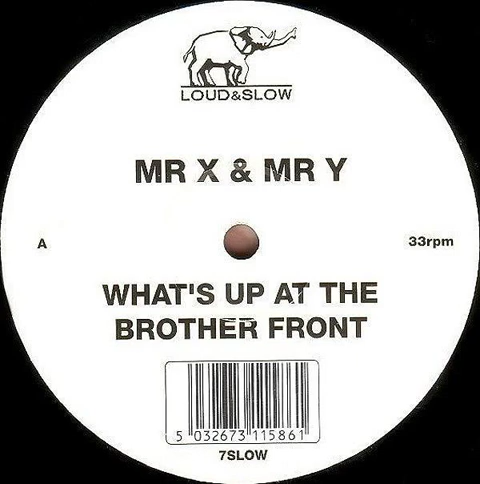 LOUD&SLOW
MR X & MR Y
A
33rpm
WHAT'S UP AT THE
BROTHER FRONT
5 032673 115861
7SLOW